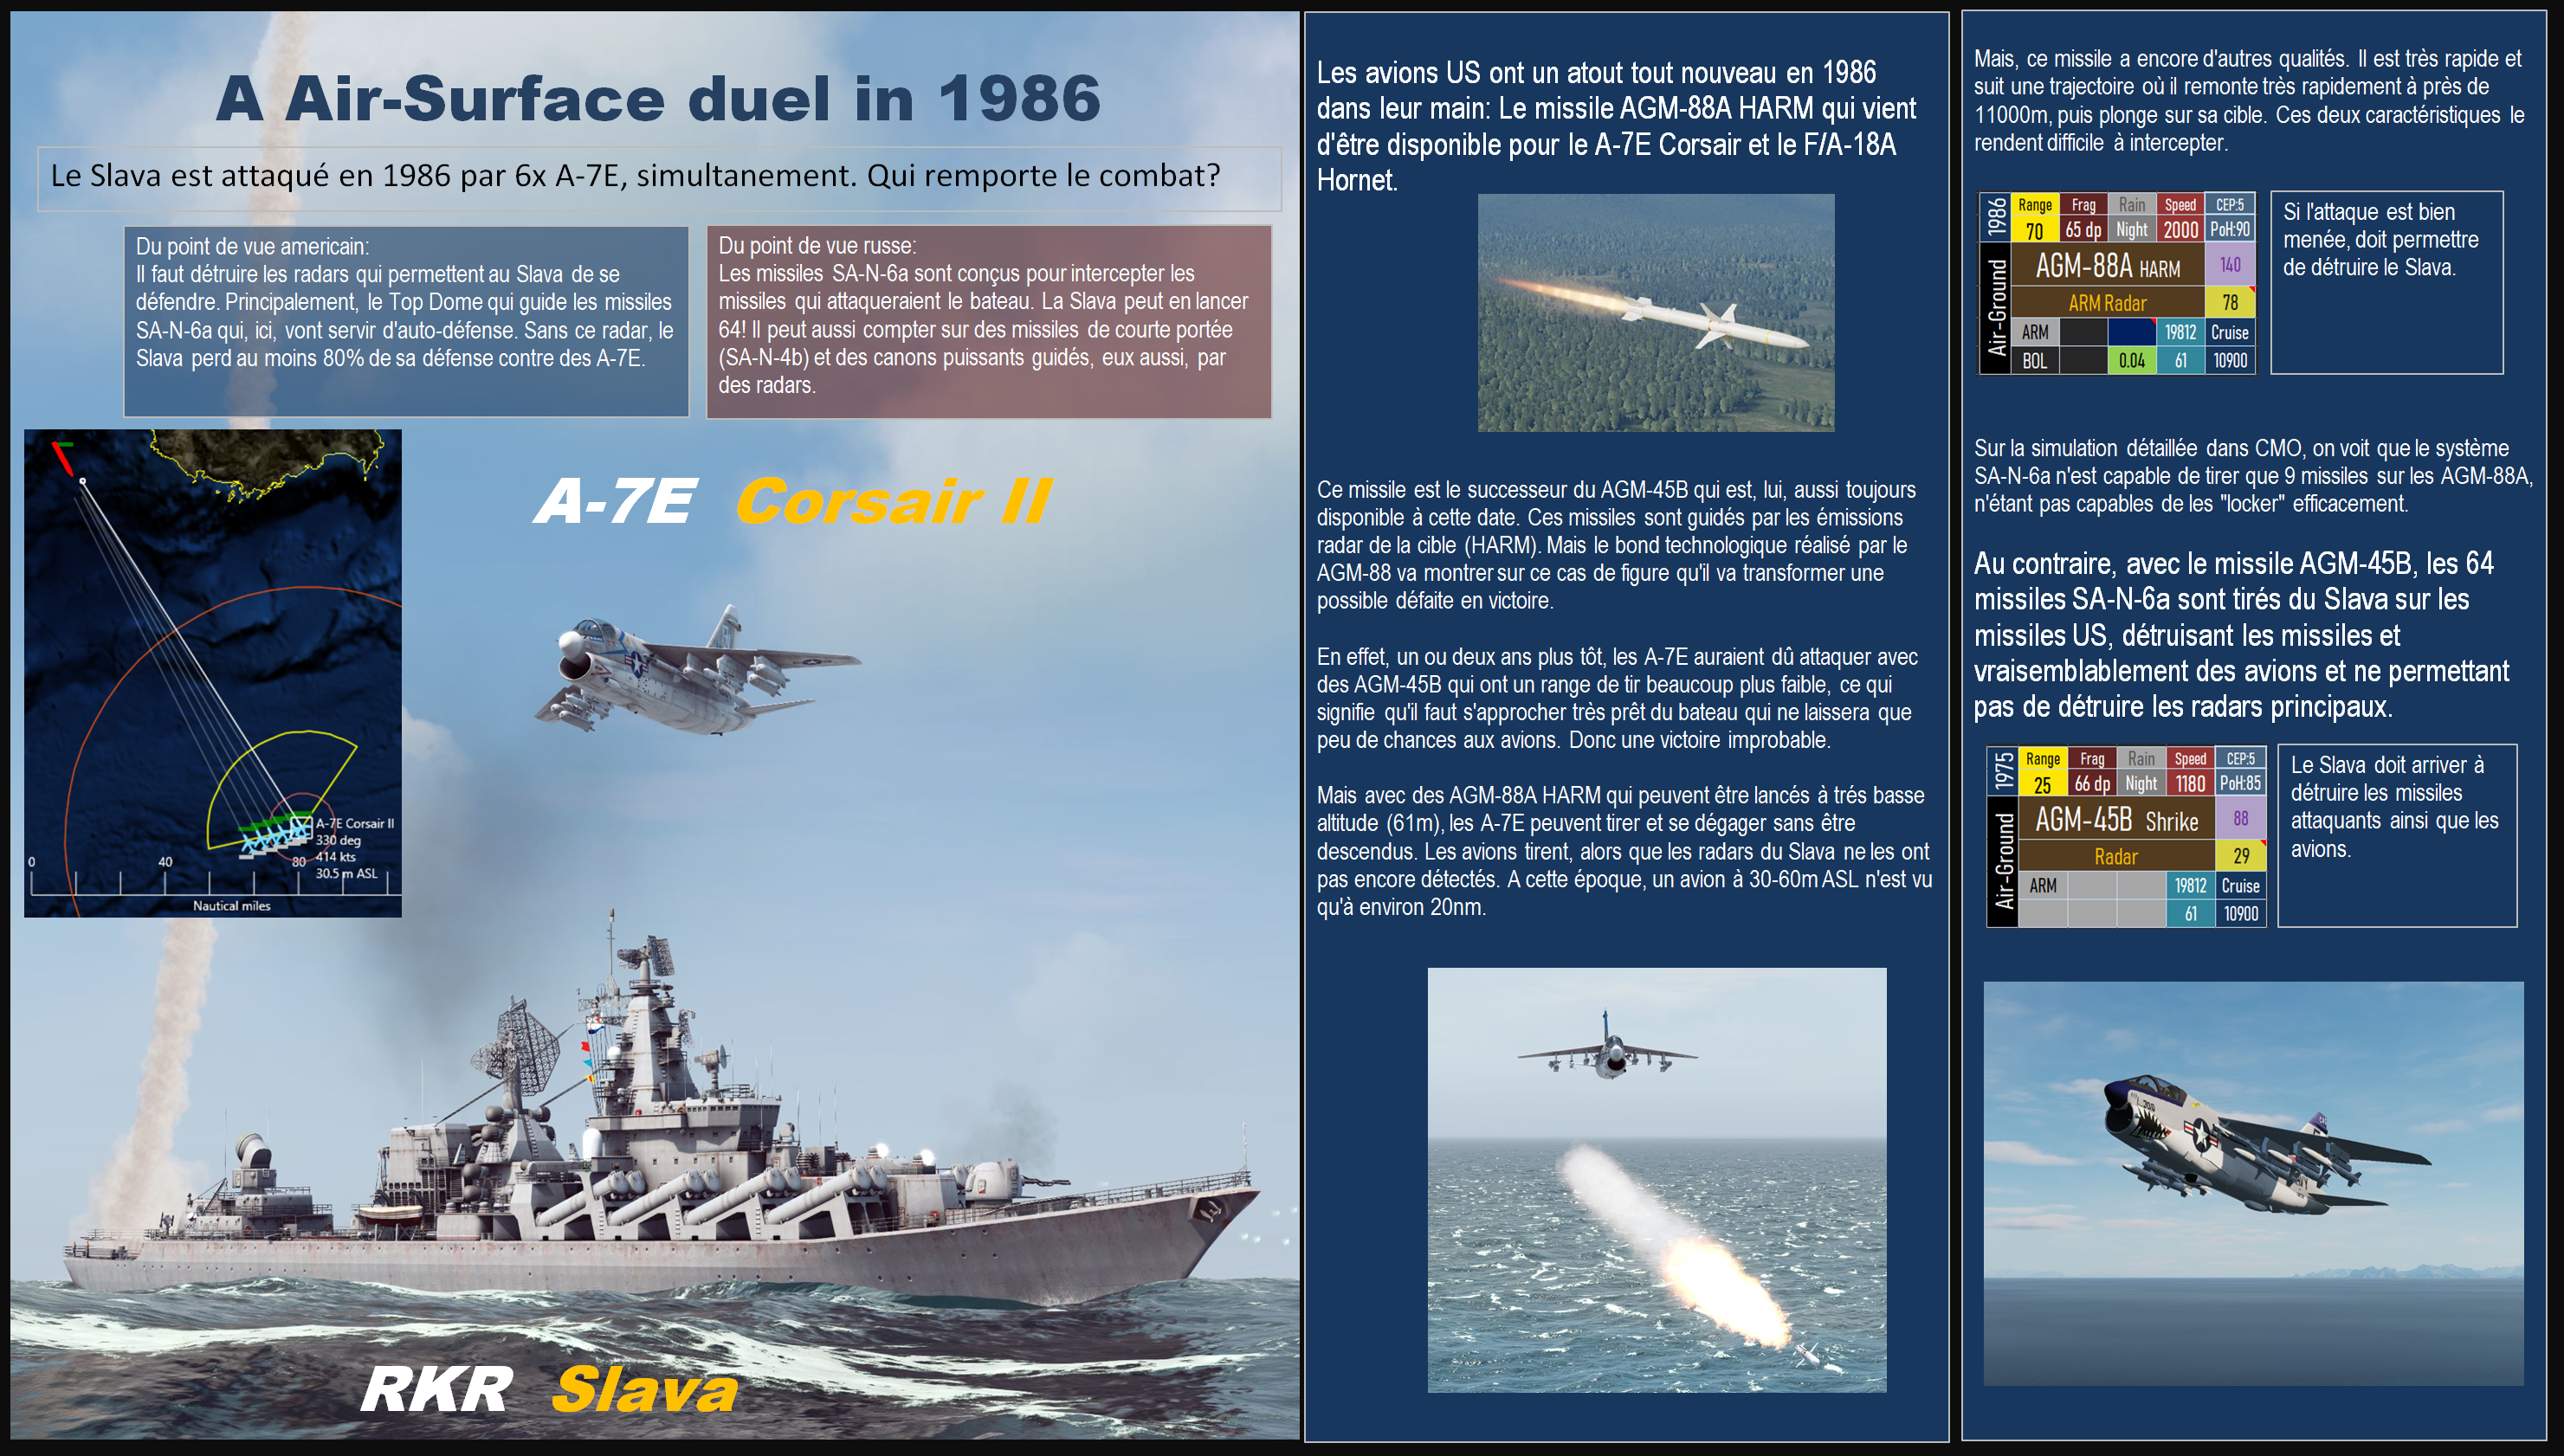 A Air-Surface duel in 1986
Le Slava est attaqué en 1986 par 6x A-7E, simultanement. Qui remporte le combat?
Du point de vue americain:
Il faut détruire les radars qui permettent au Slava de se
défendre. Principalement, le Top Dome qui guide les missiles
SA-N-6a qui, ici, vont servir d'auto-défense. Sans ce radar, le
Slava perd au moins 80% de sa défense contre des A-7E.
Du point de vue russe:
Les missiles SA-N-6a sont conçus pour intercepter les
missiles qui attaqueraient le bateau. La Slava peut en lancer
64! Il peut aussi compter sur des missiles de courte portée
(SA-N-4b) et des canons puissants guidés, eux aussi, par
des radars.
A-7E Corsair II
A-7E Corsair II
330 deg
414 kts
30.5 m ASL
0 40 80
Nautical miles
RKR Slava
Les avions US ont un atout tout nouveau en 1986
dans leur main: Le missile AGM-88A HARM qui vient
d'être disponible pour le A-7E Corsair et le F/A-18A
Hornet.
Ce missile est le successeur du AGM-45B qui est, lui, aussi toujours
disponible à cette date. Ces missiles sont guidés par les émissions
radar de la cible (HARM). Mais le bond technologique réalisé par le
AGM-88 va montrer sur ce cas de figure qu'il va transformer une
possible défaite en victoire.
En effet, un ou deux ans plus tôt, les A-7E auraient dû attaquer avec
des AGM-45B qui ont un range de tir beaucoup plus faible, ce qui
signifie qu'il faut s'approcher très prêt du bateau qui ne laissera que
peu de chances aux avions. Donc une victoire improbable.
Mais avec des AGM-88A HARM qui peuvent être lancés à trés basse
altitude (61m), les A-7E peuvent tirer et se dégager sans être
descendus. Les avions tirent, alors que les radars du Slava ne les ont
pas encore détectés. A cette époque, un avion à 30-60m ASL n'est vu
qu'à environ 20nm.
Mais, ce missile a encore d'autres qualités. Il est très rapide et
suit une trajectoire où il remonte très rapidement à près de
11000m, puis plonge sur sa cible. Ces deux caractéristiques le
rendent difficile à intercepter.
1986 Range Frag Rain Speed CEP:5
70 65 dp Night 2000 PoH:90
Air-Ground AGM-88A HARM 140
ARM Radar 78
ARM 19812 Cruise
BOL 0.04 61 10900
Si l'attaque est bien
menée, doit permettre
de détruire le Slava.
Sur la simulation détaillée dans CMO, on voit que le système
SA-N-6a n'est capable de tirer que 9 missiles sur les AGM-88A,
n'étant pas capables de les "locker" efficacement.
Au contraire, avec le missile AGM-45B, les 64
missiles SA-N-6a sont tirés du Slava sur les
missiles US, détruisant les missiles et
vraisemblablement des avions et ne permettant
pas de détruire les radars principaux.
1975 Range Frag Rain Speed CEP:5
25 66 dp Night 1180 PoH:85
Air-Ground AGM-45B Shrike 88
Radar 29
ARM 19812 Cruise
61 10900
Le Slava doit arriver à
détruire les missiles
attaquants ainsi que les
avions.